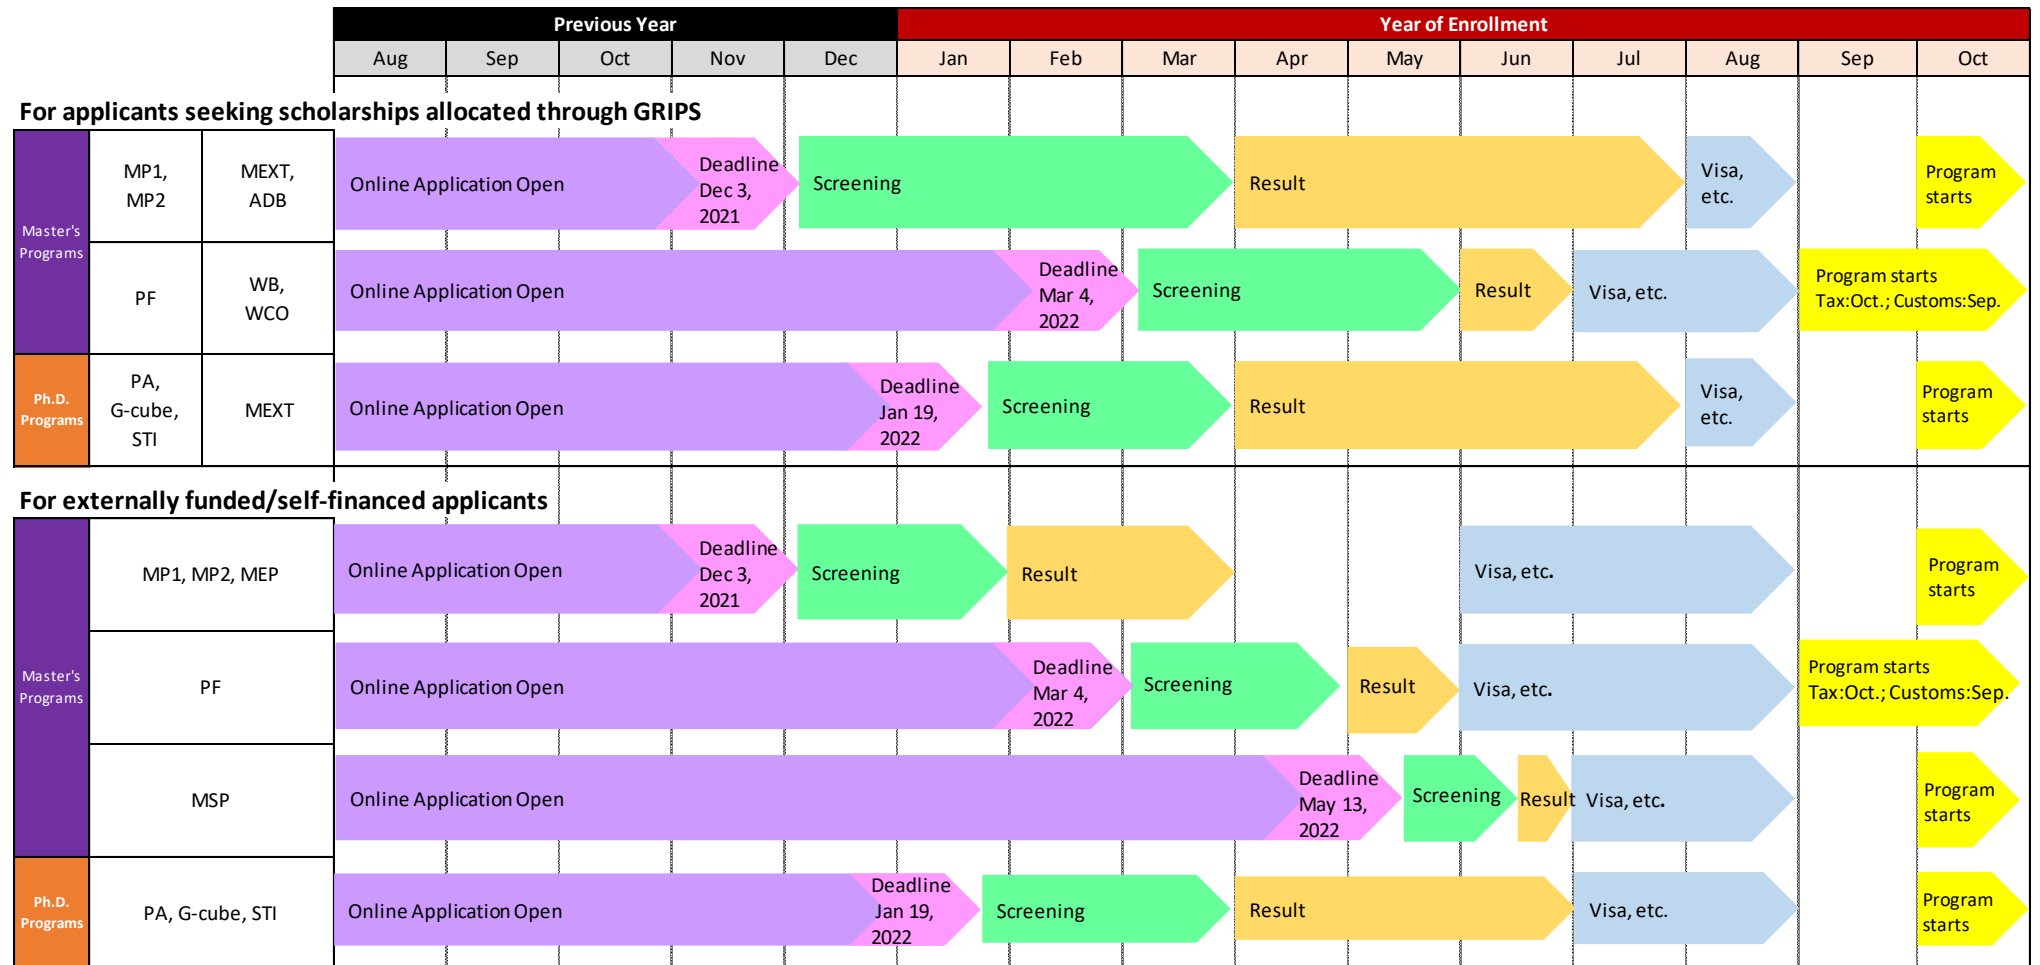 Previous Year
Year of Enrollment
Aug Sep Oct Nov Dec Jan Feb Mar Apr May Jun Jul Aug Sep Oct
For applicants seeking scholarships allocated through GRIPS
Master's
Programs
MP1,
MP2
MEXT,
ADB
Online Application Open
Deadline
Dec 3,
2021
Screening
Result
Visa,
etc.
Program
starts
PF
WB,
WCO
Online Application Open
Deadline
Mar 4,
2022
Screening
Result
Visa, etc.
Program starts
Tax:Oct.; Customs:Sep.
Ph.D.
Programs
PA,
G-cube,
STI
MEXT
Online Application Open
Deadline
Jan 19,
2022
Screening
Result
Visa,
etc.
Program
starts
For externally funded/self-financed applicants
Master's
Programs
MP1, MP2, MEP
Online Application Open
Deadline
Dec 3,
2021
Screening
Result
Visa, etc.
Program
starts
PF
Online Application Open
Deadline
Mar 4,
2022
Screening
Result
Visa, etc.
Program starts
Tax:Oct.; Customs:Sep.
MSP
Online Application Open
Deadline
May 13,
2022
Screening
Result
Visa, etc.
Program
starts
Ph.D.
Programs
PA, G-cube, STI
Online Application Open
Deadline
Jan 19,
2022
Screening
Result
Visa, etc.
Program
starts